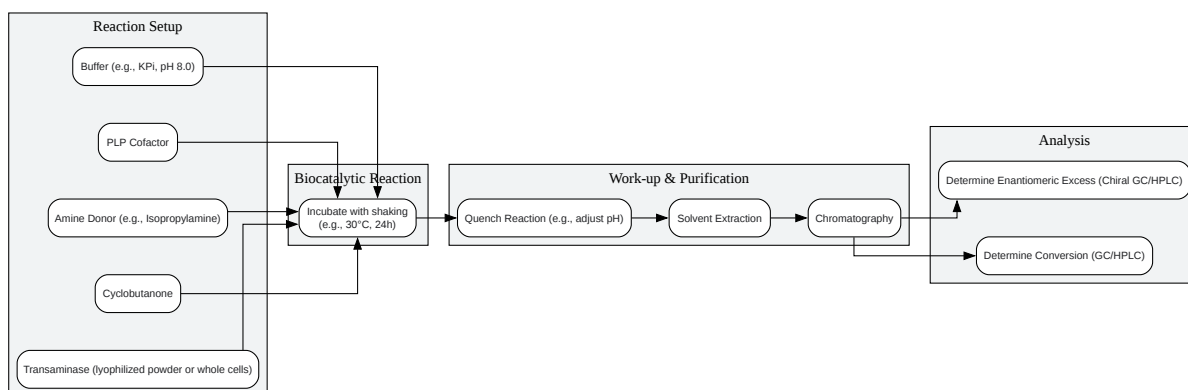 Reaction Setup
Buffer (e.g., KPi, pH 8.0)
PLP Cofactor
Amine Donor (e.g., Isopropylamine)
Cyclobutanone
Transaminase (lyophilized powder or whole cells)
Biocatalytic Reaction
Incubate with shaking
(e.g., 30°C, 24h)
Work-up & Purification
Quench Reaction (e.g., adjust pH)
Solvent Extraction
Chromatography
Analysis
Determine Enantiomeric Excess (Chiral GC/HPLC)
Determine Conversion (GC/HPLC)